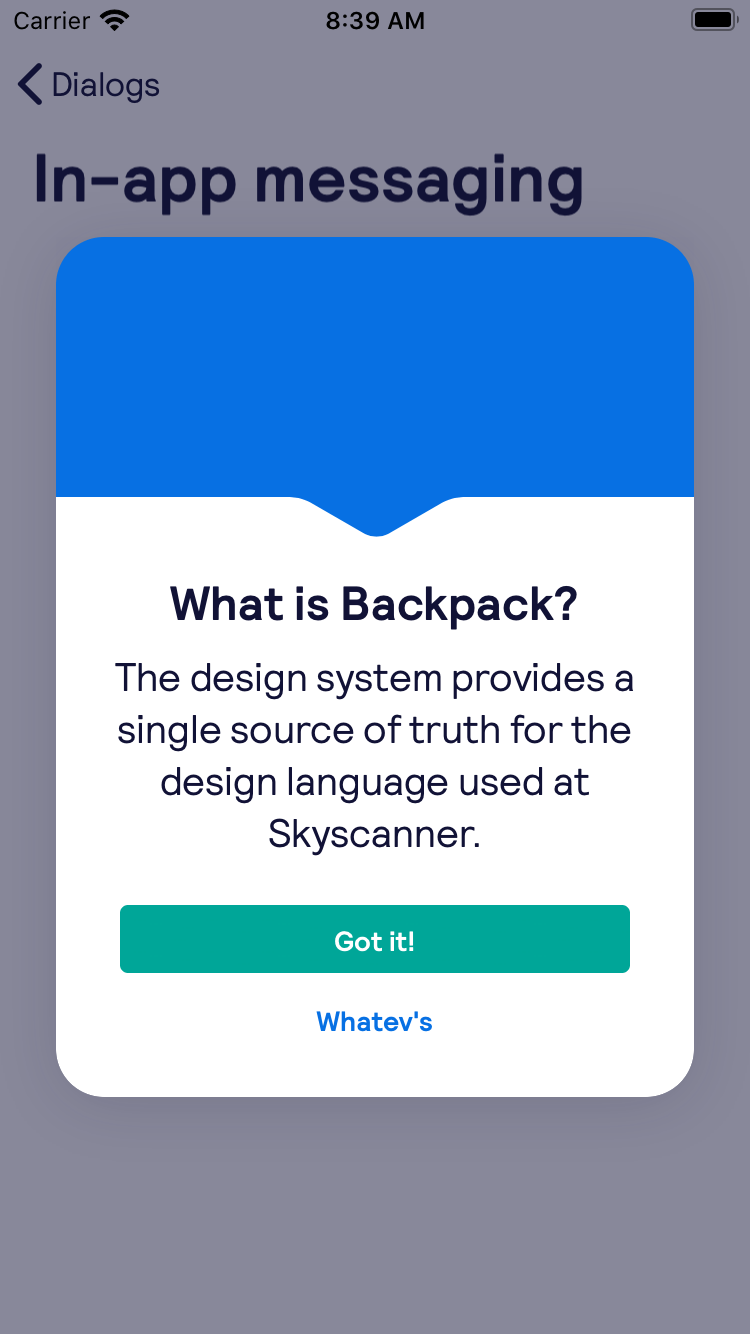 Carrier 8:39 AM
Dialogs
In-app messaging
What is Backpack?
The design system provides a
single source of truth for the
design language used at
Skyscanner.
Got it!
Whatev's